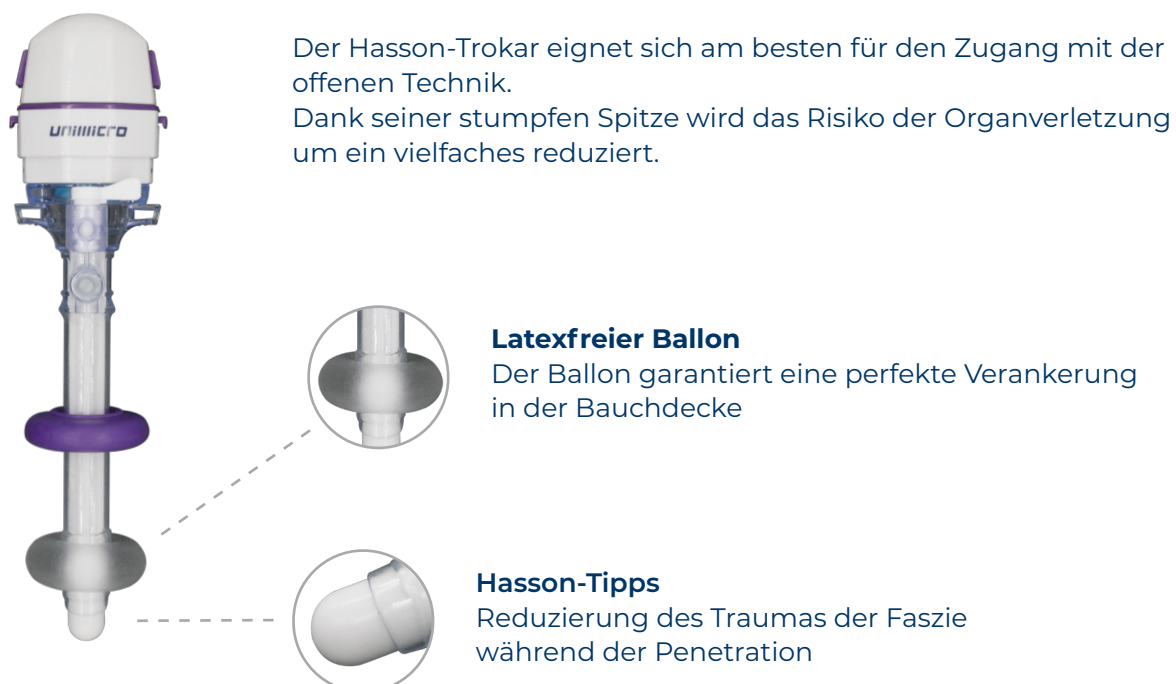 Der Hasson-Trokar eignet sich am besten für den Zugang mit der
offenen Technik.
Dank seiner stumpfen Spitze wird das Risiko der Organverletzung
um ein vielfaches reduziert.
unimicro
Latexfreier Ballon
Der Ballon garantiert eine perfekte Verankerung
in der Bauchdecke
Hasson-Tipps
Reduzierung des Traumas der Faszie
während der Penetration